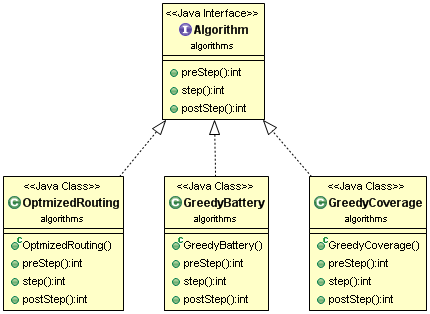 <<Java Interface>>
I Algorithm
algorithms
preStep():int
step():int
postStep():int
<<Java Class>>
C OptmizedRouting
algorithms
C OptmizedRouting()
preStep():int
step():int
postStep():int
<<Java Class>>
C GreedyBattery
algorithms
C GreedyBattery()
preStep():int
step():int
postStep():int
<<Java Class>>
C GreedyCoverage
algorithms
C GreedyCoverage()
preStep():int
step():int
postStep():int